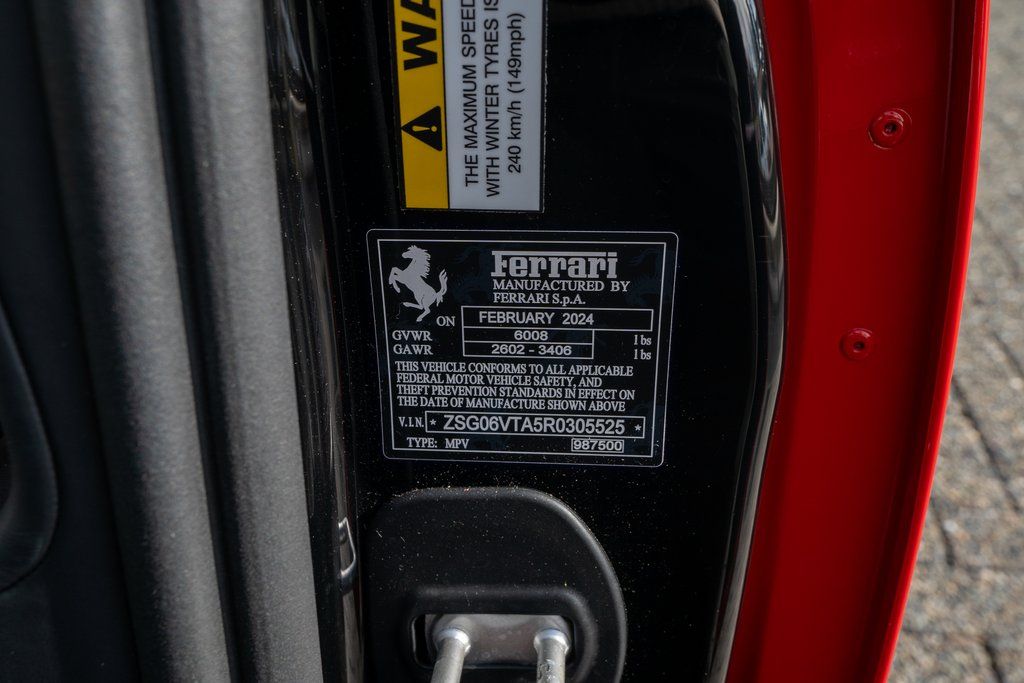 WA
THE MAXIMUM SPEED
WITH WINTER TYRES IS
240 km/h (149mph)
Ferrari
MANUFACTURED BY
FERRARI S.p.A.
ON FEBRUARY 2024
GVWR 6008 lbs
GAWR 2602 - 3406 lbs
THIS VEHICLE CONFORMS TO ALL APPLICABLE
FEDERAL MOTOR VEHICLE SAFETY, AND
THEFT PREVENTION STANDARDS IN EFFECT ON
THE DATE OF MANUFACTURE SHOWN ABOVE
V.I.N. * ZSG06VTA5R0305525 *
TYPE: MPV 987500